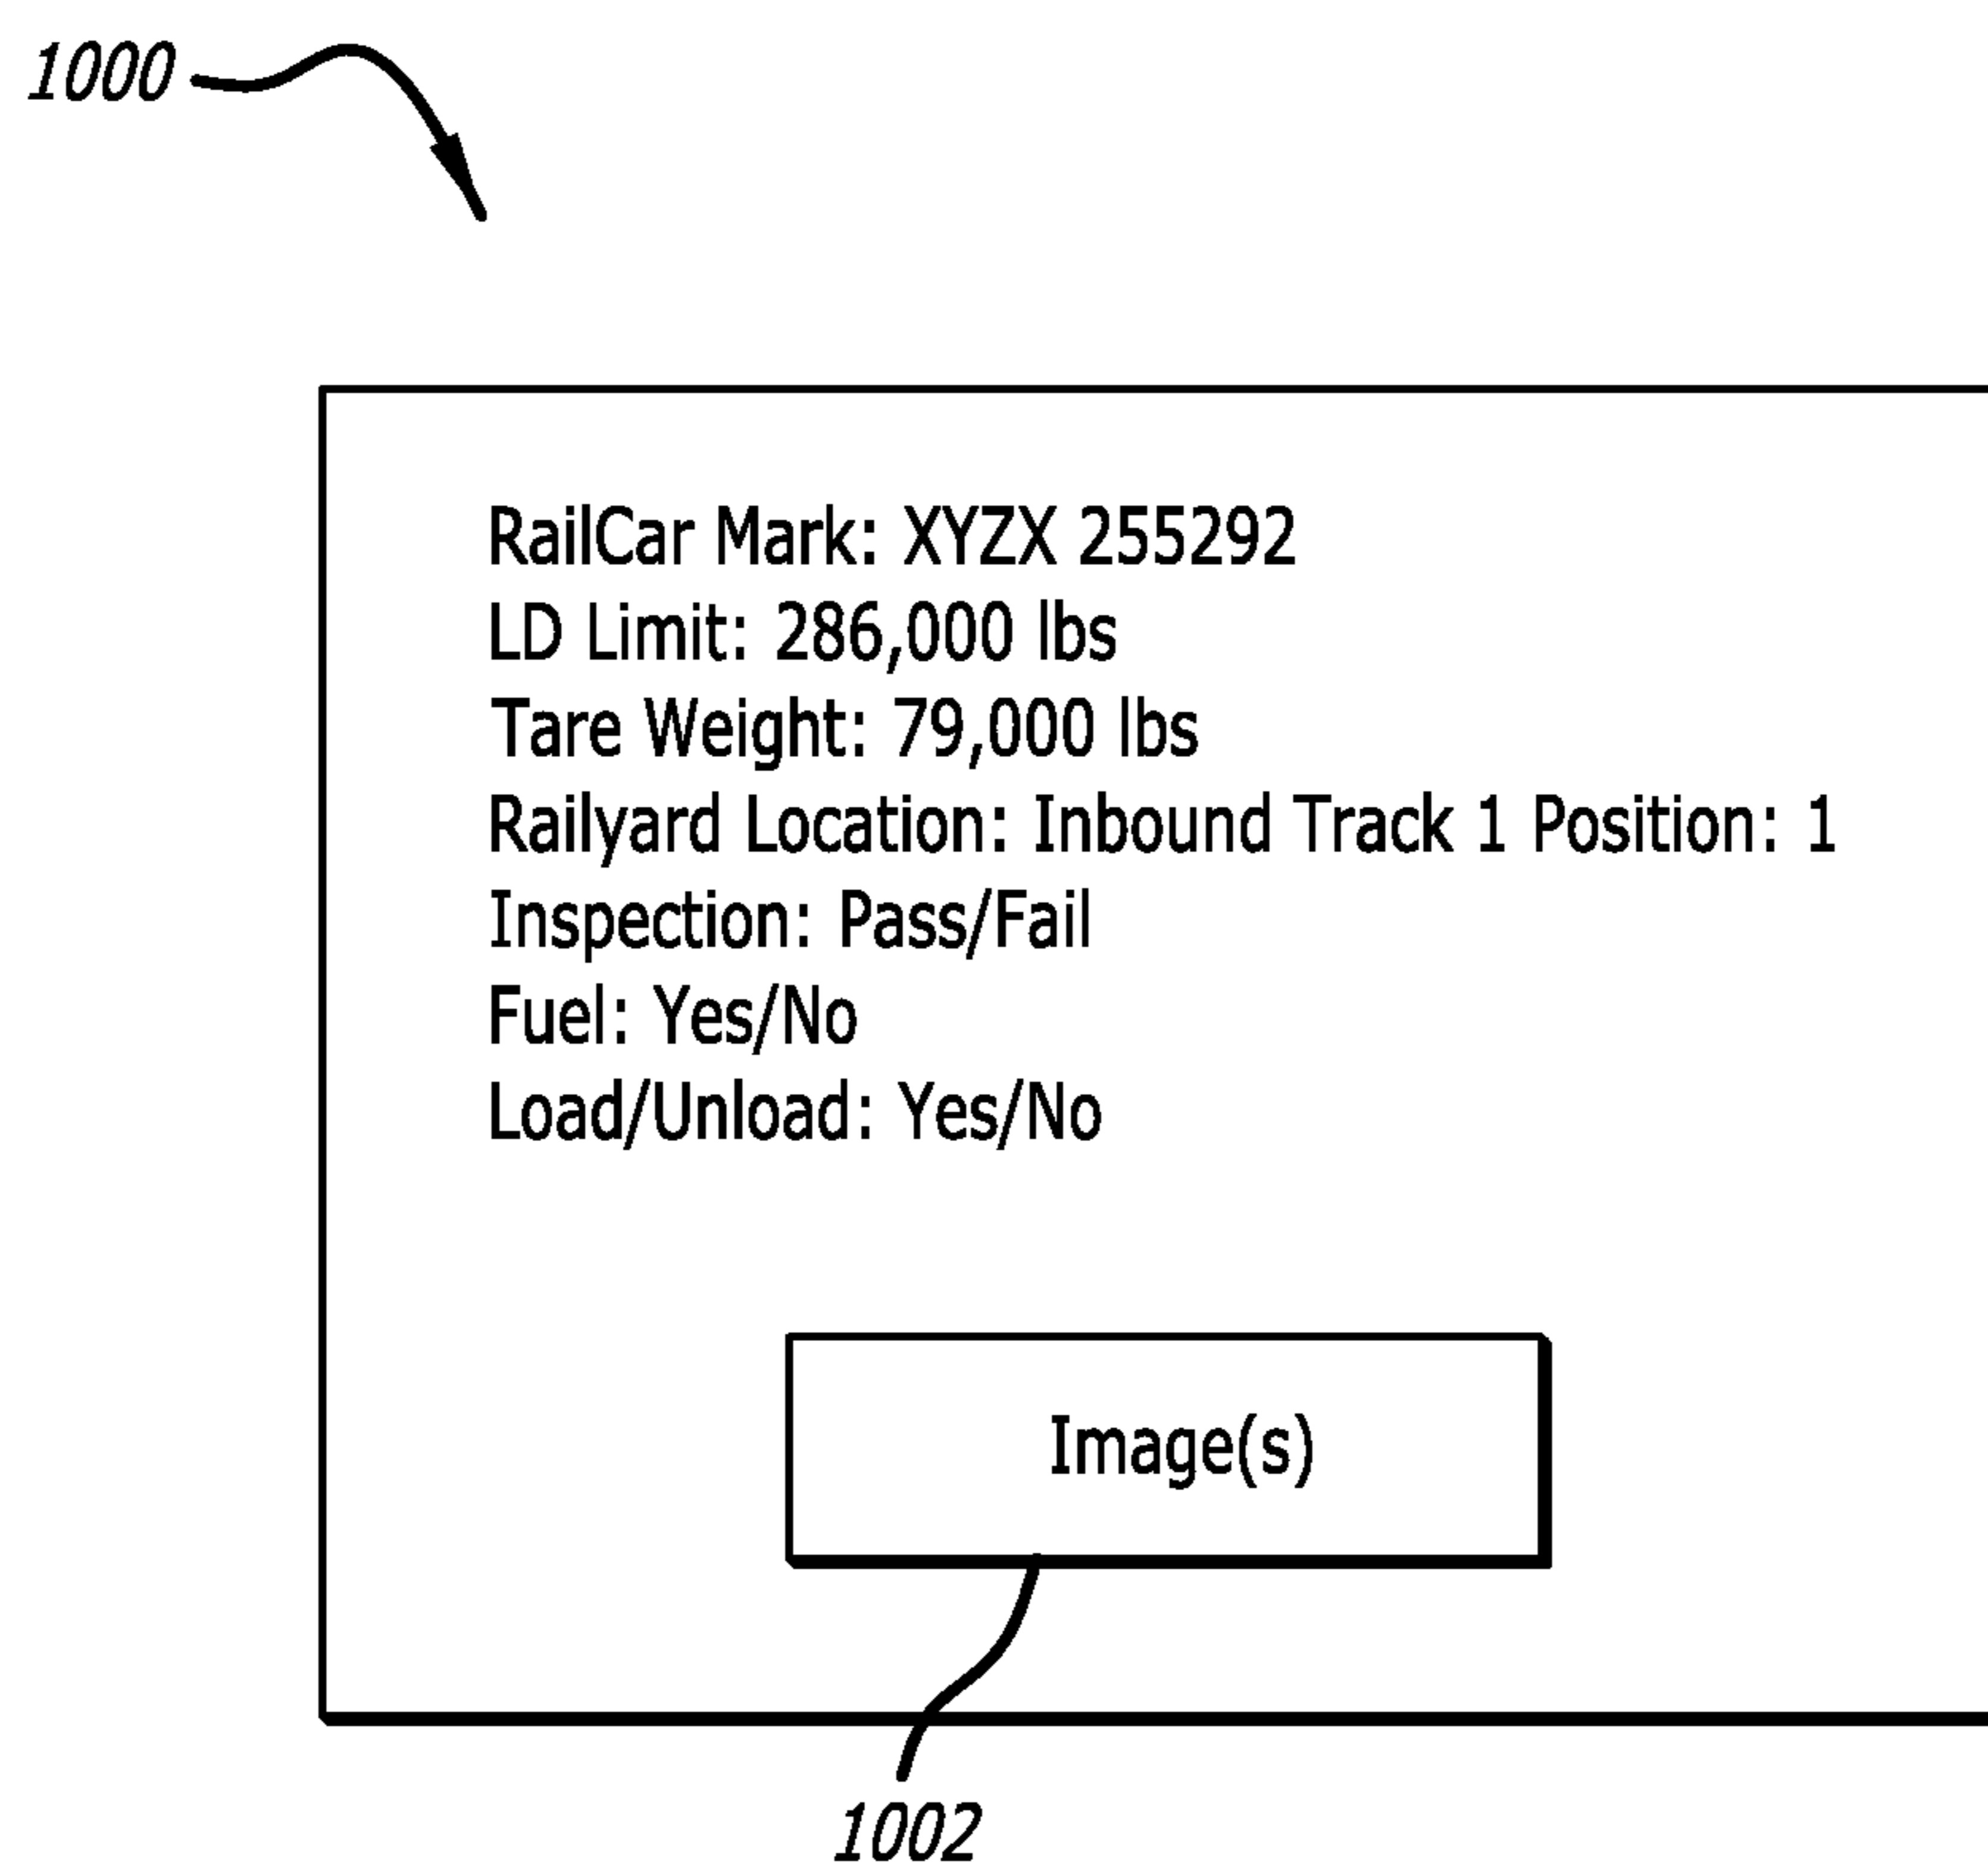 1000
RailCar Mark: XYZX 255292
LD Limit: 286,000 lbs
Tare Weight: 79,000 lbs
Railyard Location: Inbound Track 1 Position: 1
Inspection: Pass/Fail
Fuel: Yes/No
Load/Unload: Yes/No
Image(s)
1002